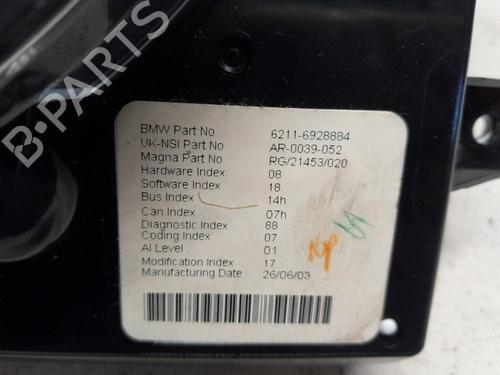 BMW Part No 6211-6928884
UK-NSI Part No AR-0039-052
Magna Part No RG/21453/020
Hardware Index 08
Software Index 18
Bus Index 14h
Can Index 07h
Diagnostic Index 88
Coding Index 07
AI Level 01
Modification Index 17
Manufacturing Date 26/06/03
B-PARTS